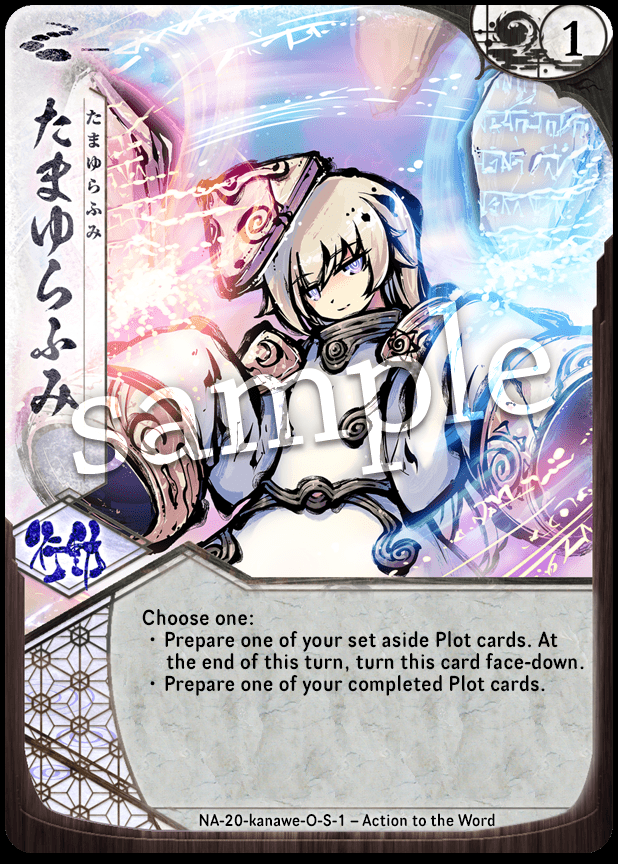 1
たまゆらふみ
たまゆらふみ
sample
行動
Choose one:
・Prepare one of your set aside Plot cards. At
the end of this turn, turn this card face-down.
・Prepare one of your completed Plot cards.
NA-20-kanawe-O-S-1 – Action to the Word